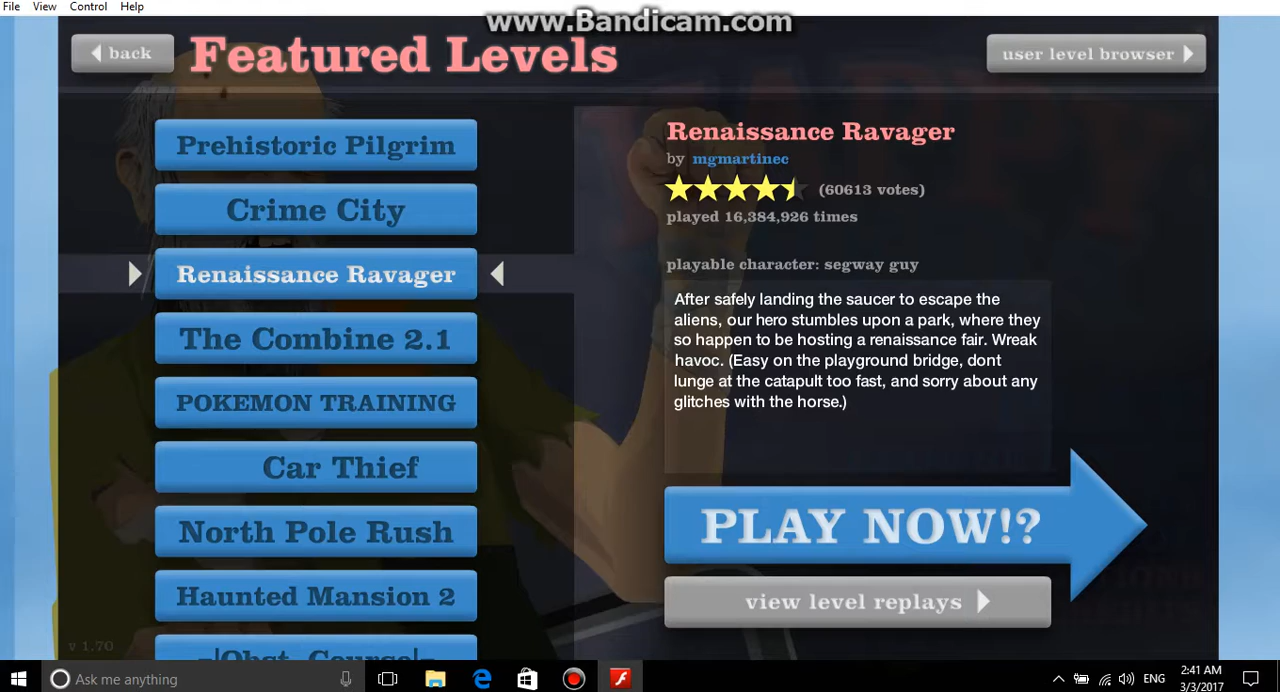 File View Control Help
www.Bandicam.com
back
Featured Levels
user level browser
Prehistoric Pilgrim
Crime City
Renaissance Ravager
The Combine 2.1
POKEMON TRAINING
Car Thief
North Pole Rush
Haunted Mansion 2
-|Obst. Course|
v 1.70
Renaissance Ravager
by mgmartinec
(60613 votes)
played 16,384,926 times
playable character: segway guy
After safely landing the saucer to escape the
aliens, our hero stumbles upon a park, where they
so happen to be hosting a renaissance fair. Wreak
havoc. (Easy on the playground bridge, dont
lunge at the catapult too fast, and sorry about any
glitches with the horse.)
PLAY NOW!?
view level replays
Ask me anything
ENG
2:41 AM
3/3/2017